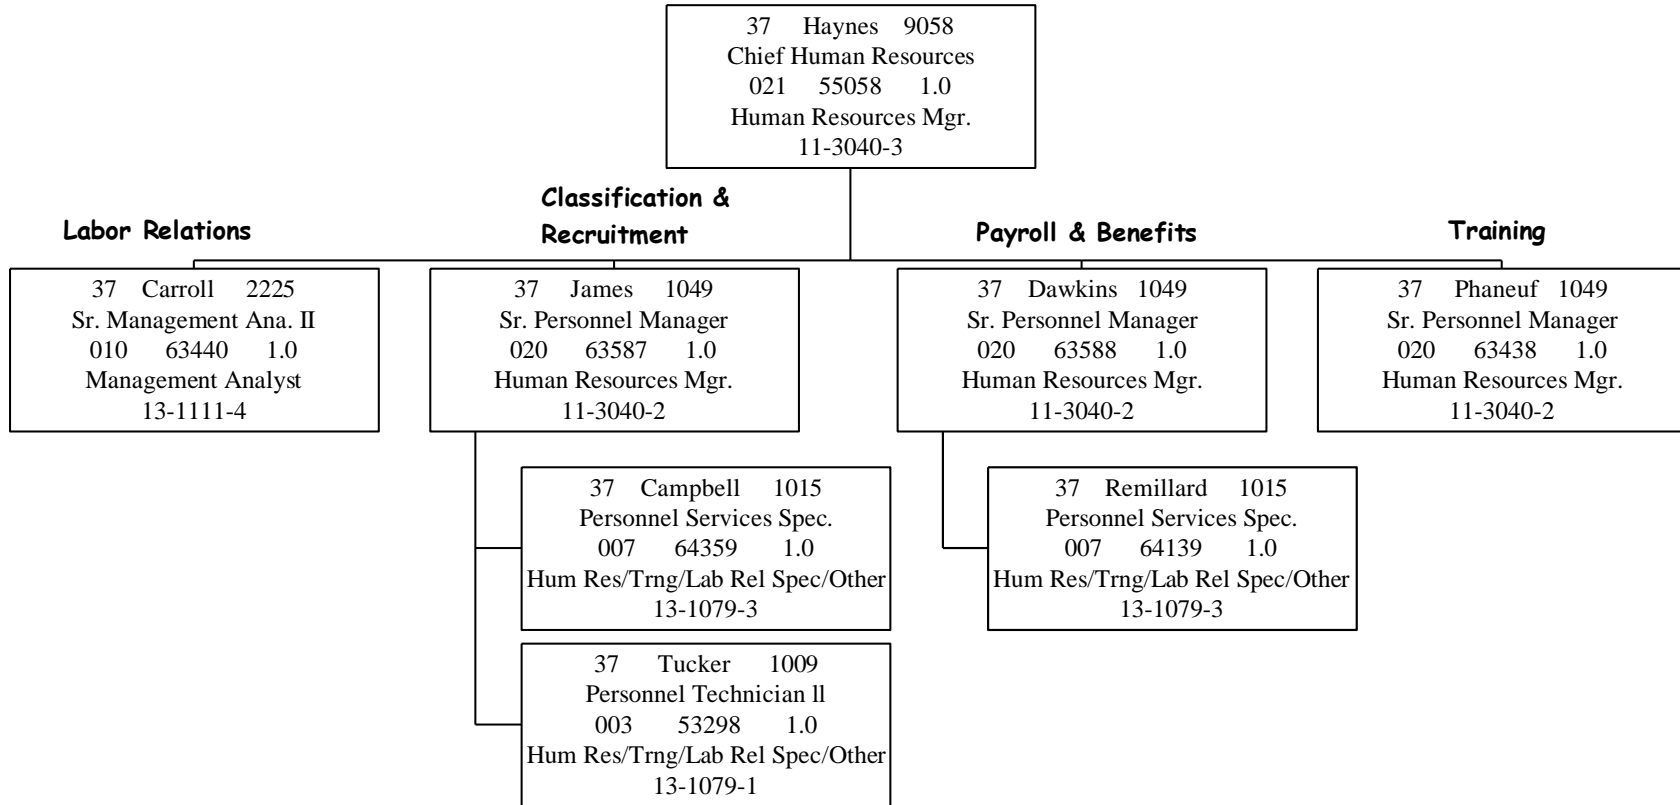 37 Haynes 9058
Chief Human Resources
021 55058 1.0
Human Resources Mgr.
11-3040-3
Labor Relations
37 Carroll 2225
Sr. Management Ana. II
010 63440 1.0
Management Analyst
13-1111-4
Classification &
Recruitment
37 James 1049
Sr. Personnel Manager
020 63587 1.0
Human Resources Mgr.
11-3040-2
37 Campbell 1015
Personnel Services Spec.
007 64359 1.0
Hum Res/Trng/Lab Rel Spec/Other
13-1079-3
37 Tucker 1009
Personnel Technician ll
003 53298 1.0
Hum Res/Trng/Lab Rel Spec/Other
13-1079-1
Payroll & Benefits
37 Dawkins 1049
Sr. Personnel Manager
020 63588 1.0
Human Resources Mgr.
11-3040-2
37 Remillard 1015
Personnel Services Spec.
007 64139 1.0
Hum Res/Trng/Lab Rel Spec/Other
13-1079-3
Training
37 Phaneuf 1049
Sr. Personnel Manager
020 63438 1.0
Human Resources Mgr.
11-3040-2